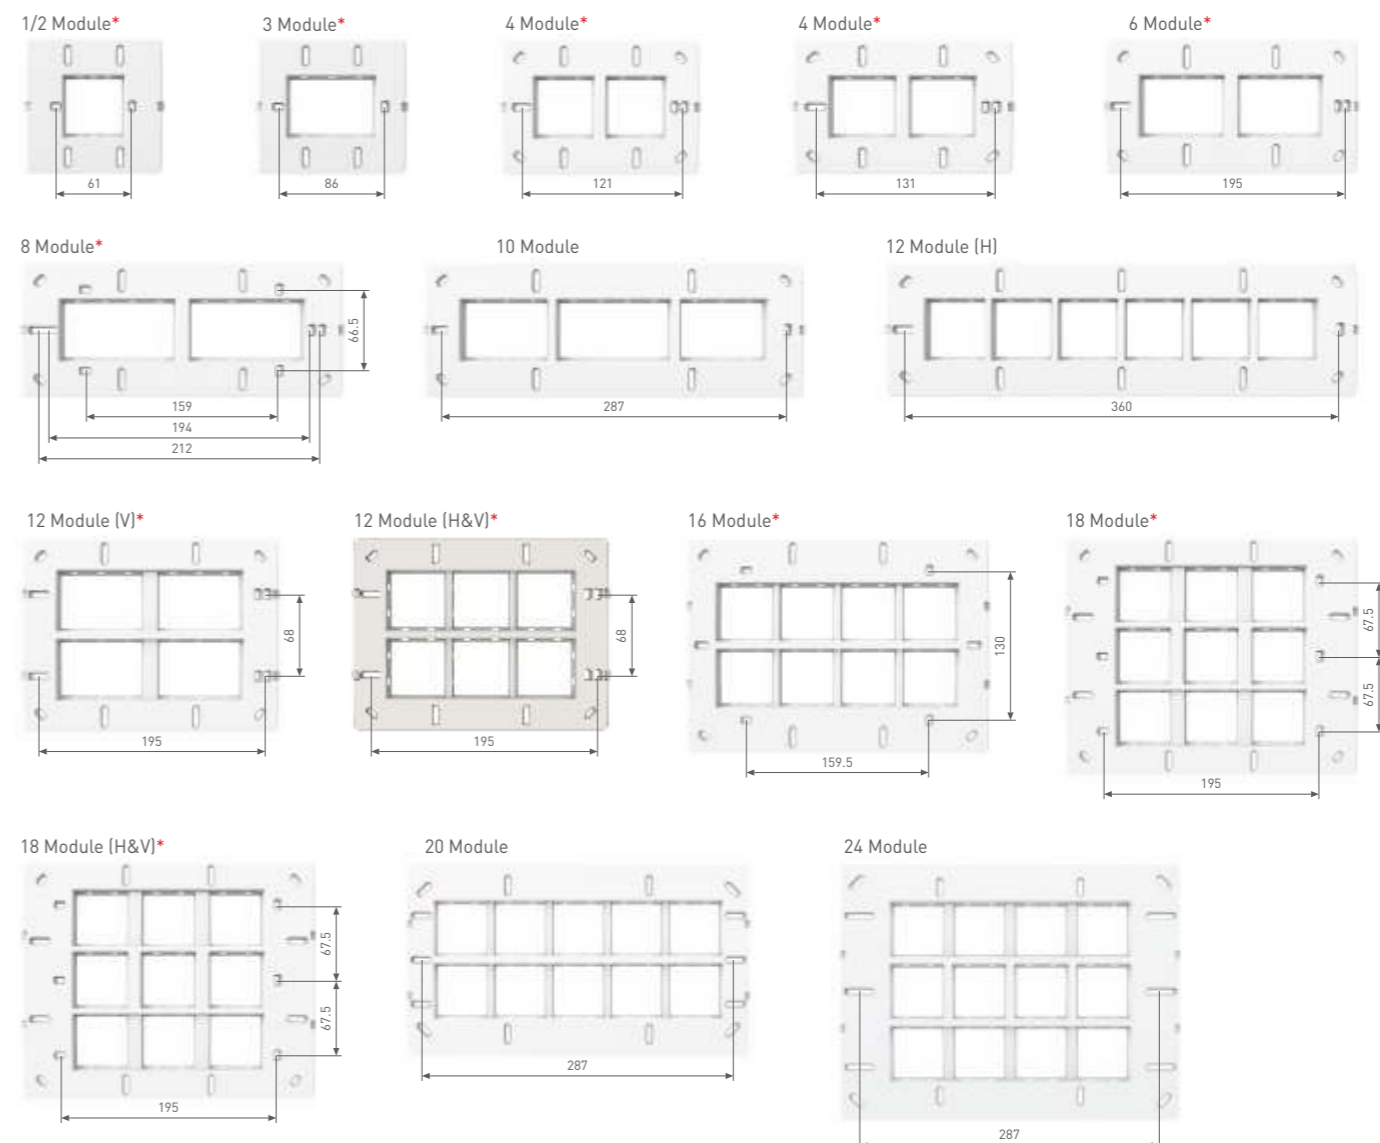 1/2 Module*
3 Module*
4 Module*
4 Module*
6 Module*
61
86
121
131
195
8 Module*
10 Module
12 Module (H)
66.5
159
194
212
287
360
12 Module (V)*
12 Module (H&V)*
16 Module*
18 Module*
68
195
68
195
130
159.5
67.5
67.5
195
18 Module (H&V)*
20 Module
24 Module
67.5
67.5
195
287
287